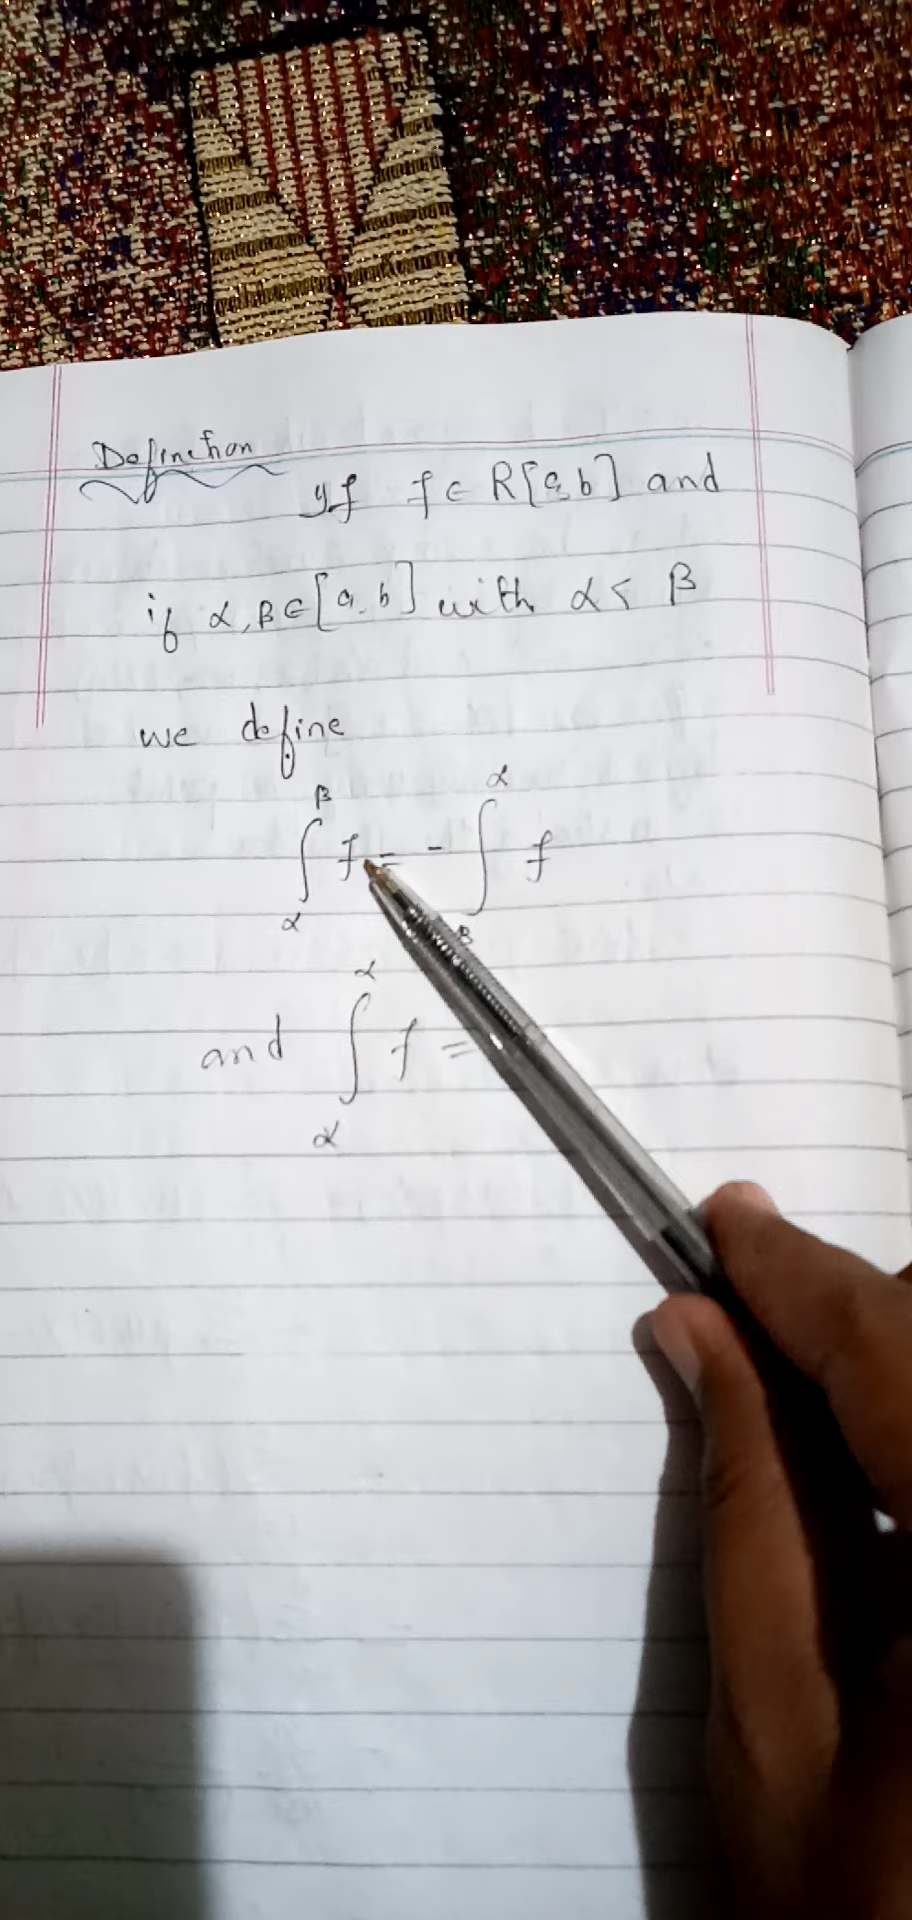 Definition
If f ∈ R[a,b] and
if α, β ∈ [a, b] with α < β
we define
∫_α^β f = - ∫_β^α f
and ∫_α^α f =